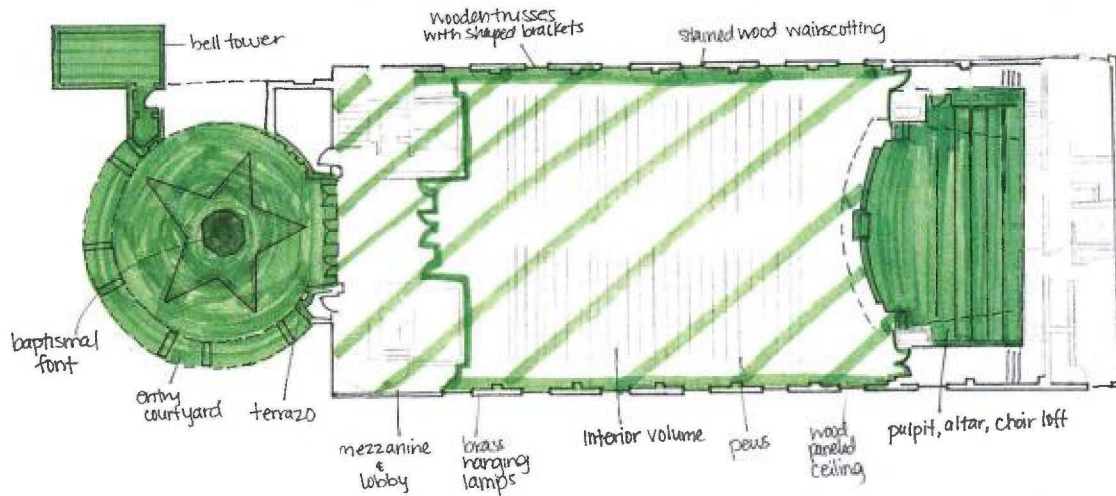 bell tower
wooden trusses
with shaped brackets
stained wood wainscotting
baptismal
font
entry
courtyard
terrazo
mezzanine
&
lobby
brass
hanging
lamps
interior volume
pews
wood
paneled
ceiling
pulpit, altar, choir loft